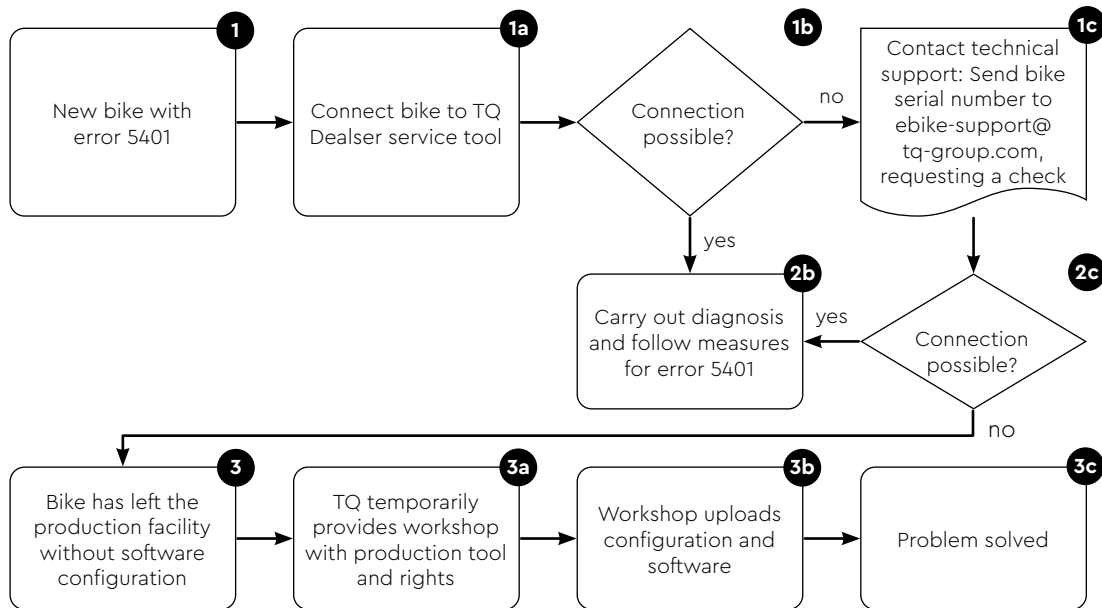 1
New bike with
error 5401
1a
Connect bike to TQ
Dealser service tool
1b
Connection
possible?
no
1c
Contact technical
support: Send bike
serial number to
ebike-support@
tq-group.com,
requesting a check
yes
2b
Carry out diagnosis
and follow measures
for error 5401
yes
2c
Connection
possible?
no
3
Bike has left the
production facility
without software
configuration
3a
TQ temporarily
provides workshop
with production tool
and rights
3b
Workshop uploads
configuration and
software
3c
Problem solved